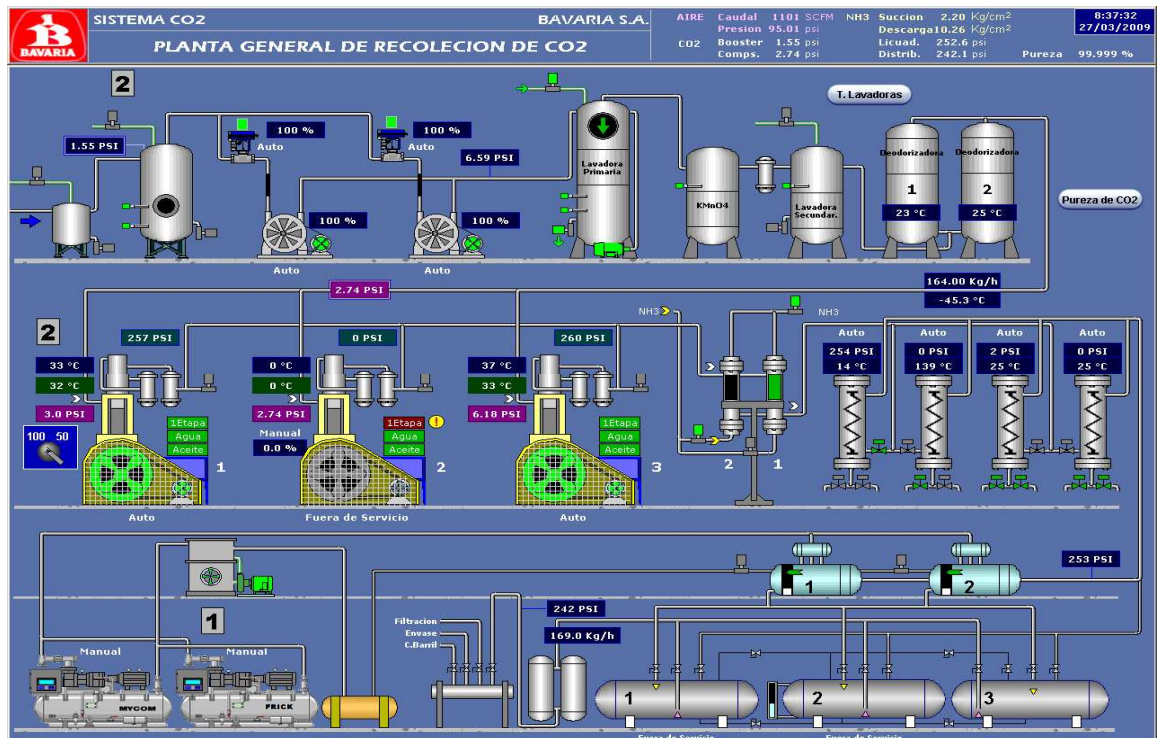 BAVARIA
SISTEMA CO2
BAVARIA S.A.
PLANTA GENERAL DE RECOLECION DE CO2
AIRE Caudal 1101 SCFM
Presion 95.01 psi
CO2 Booster 1.55 psi
Comps. 2.74 psi
NH3 Succion 2.20 Kg/cm2
Descarga10.26 Kg/cm2
Licuad. 252.6 psi
Distrib. 242.1 psi
Pureza 99.999 %
8:37:32
27/03/2009
2
T. Lavadoras
1.55 PSI
100 %
Auto
100 %
Auto
6.59 PSI
Lavadora
Primaria
KMnO4
Lavadora
Secundar.
Deodorizadora
1
23 °C
Deodorizadora
2
25 °C
Pureza de CO2
100 %
100 %
Auto
Auto
164.00 Kg/h
-45.3 °C
2.74 PSI
2
257 PSI
33 °C
32 °C
3.0 PSI
100 50
1Etapa
Agua
Aceite
1
Auto
0 PSI
0 °C
0 °C
2.74 PSI
Manual
0.0 %
1Etapa
Agua
Aceite
2
Fuera de Servicio
260 PSI
37 °C
33 °C
6.18 PSI
1Etapa
Agua
Aceite
3
Auto
NH3
NH3
2
1
Auto
254 PSI
14 °C
Auto
0 PSI
139 °C
Auto
2 PSI
25 °C
Auto
0 PSI
25 °C
1
2
253 PSI
1
Manual
MYCOM
Manual
FRICK
Filtracion
Envase
C.Barril
242 PSI
169.0 Kg/h
1
2
3
Fuera de Servicio
Fuera de Servicio